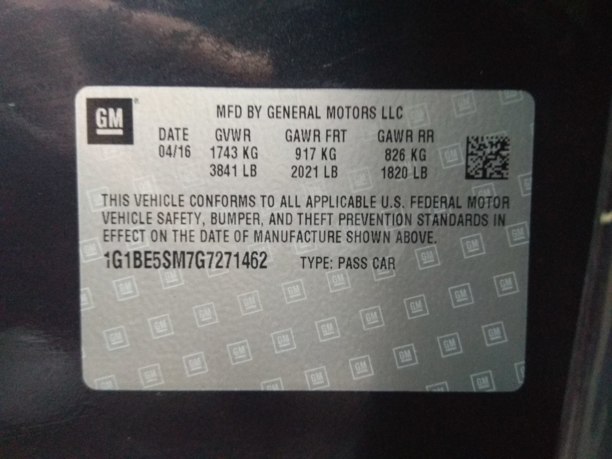 GM
MFD BY GENERAL MOTORS LLC
DATE GVWR GAWR FRT GAWR RR
04/16 1743 KG 917 KG 826 KG
3841 LB 2021 LB 1820 LB
THIS VEHICLE CONFORMS TO ALL APPLICABLE U.S. FEDERAL MOTOR
VEHICLE SAFETY, BUMPER, AND THEFT PREVENTION STANDARDS IN
EFFECT ON THE DATE OF MANUFACTURE SHOWN ABOVE.
1G1BE5SM7G7271462 TYPE: PASS CAR